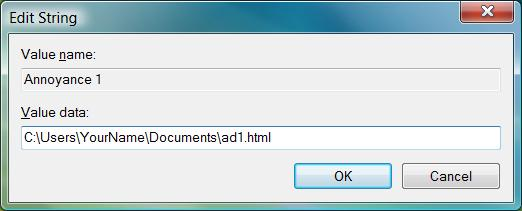 Edit String
Value name:
Annoyance 1
Value data:
C:\Users\YourName\Documents\ad1.html
OK Cancel